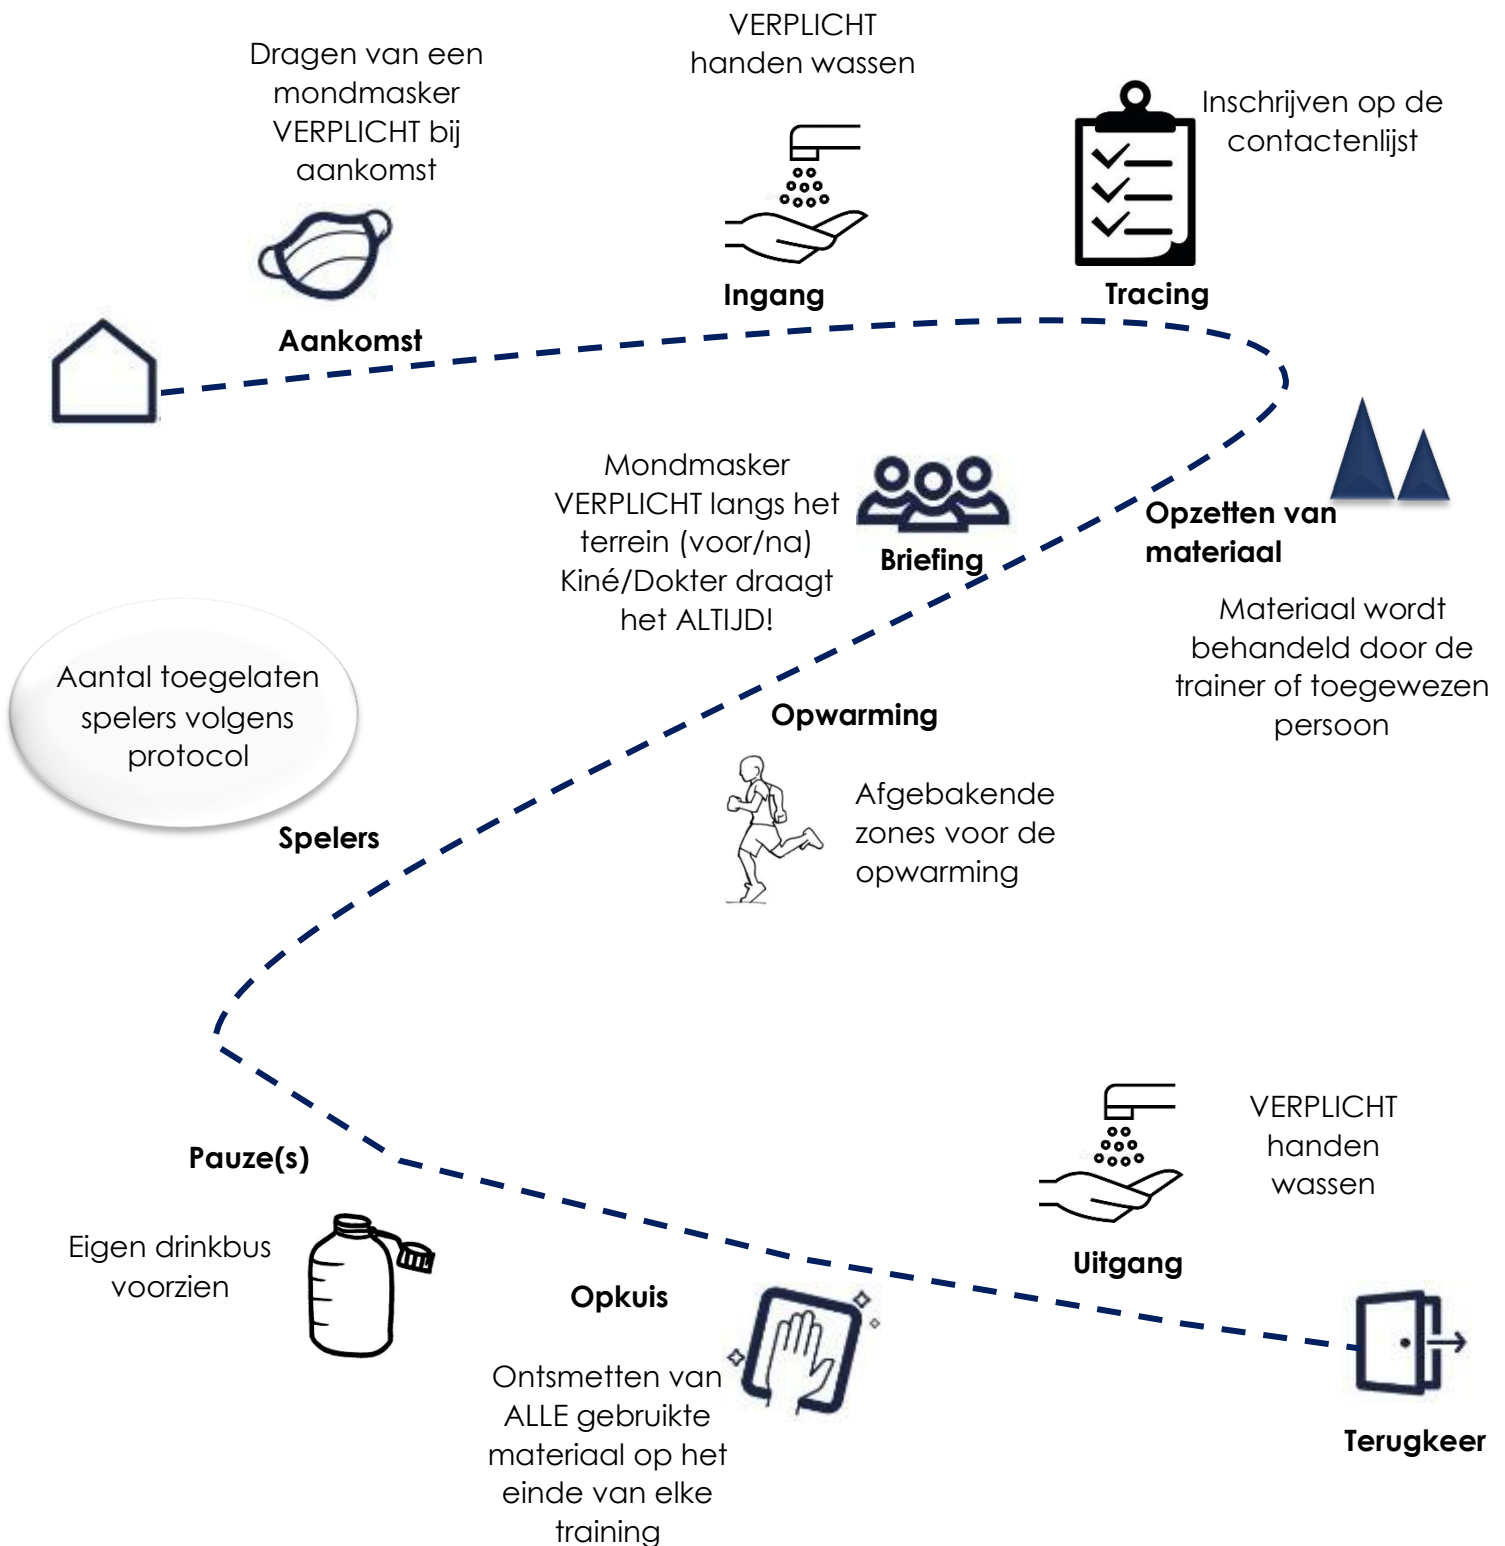 Dragen van een
mondmasker
VERPLICHT bij
aankomst
Aankomst
VERPLICHT
handen wassen
Ingang
Inschrijven op de
contactenlijst
Tracing
Opzetten van
materiaal
Materiaal wordt
behandeld door de
trainer of toegewezen
persoon
Mondmasker
VERPLICHT langs het
terrein (voor/na)
Kiné/Dokter draagt
het ALTIJD!
Briefing
Opwarming
Afgebakende
zones voor de
opwarming
Aantal toegelaten
spelers volgens
protocol
Spelers
Pauze(s)
Eigen drinkbus
voorzien
Opkuis
Ontsmetten van
ALLE gebruikte
materiaal op het
einde van elke
training
VERPLICHT
handen
wassen
Uitgang
Terugkeer